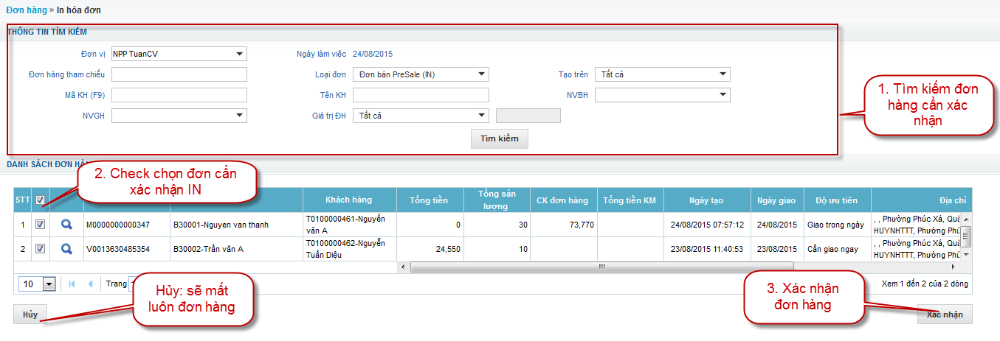 Đơn hàng » In hóa đơn
THÔNG TIN TÌM KIẾM
Đơn vị NPP TuanCV Ngày làm việc 24/08/2015
Đơn hàng tham chiếu Loại đơn Đơn bán PreSale (IN) Tạo trên Tất cả
Mã KH (F9) Tên KH NVBH
NVGH Giá trị ĐH Tất cả
Tìm kiếm
1. Tìm kiếm đơn
hàng cần xác
nhận
DANH SÁCH ĐƠN HÀN
2. Check chọn đơn cần
xác nhận IN
STT Khách hàng Tổng tiền Tổng sản lượng CK đơn hàng Tổng tiền KM Ngày tạo Ngày giao Độ ưu tiên Địa chỉ
1 M0000000000347 B30001-Nguyen van thanh T0100000461-Nguyễn 0 30 73,770 24/08/2015 07:57:12 24/08/2015 Giao trong ngày , , Phường Phúc Xá, Quậ
văn A HUYNHTTT, Phường Phú
2 V0013630485354 B30002-Trần văn A T0100000462-Nguyễn 24,550 10 23/08/2015 11:40:53 23/08/2015 Cần giao ngay , , Phường Phúc Xá, Quậ
Tuấn Diệu HUYNHTTT, Phường Phú
10 Trang 1 Xem 1 đến 2 của 2 dòng
Hủy: sẽ mất
luôn đơn hàng
3. Xác nhận
đơn hàng
Hủy Xác nhận